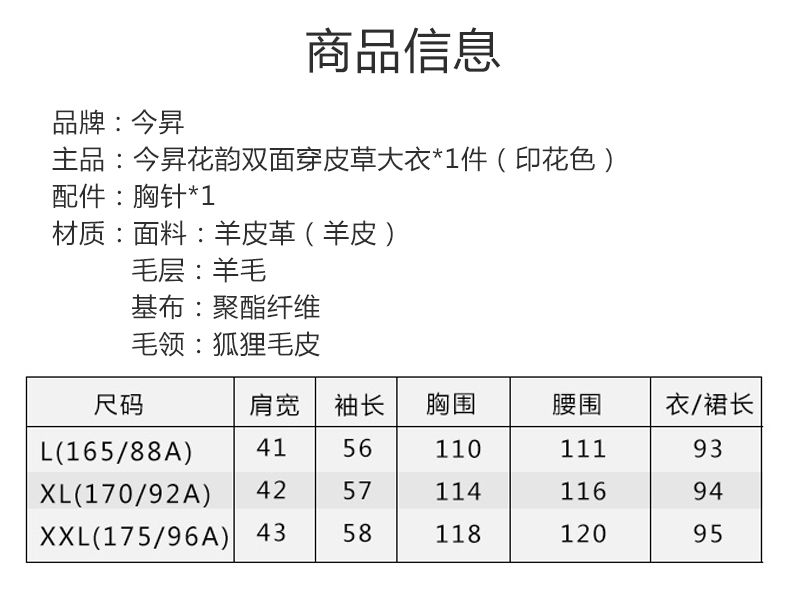 商品信息
品牌：今昇
主品：今昇花韵双面穿皮草大衣*1件（印花色）
配件：胸针*1
材质：面料：羊皮革（羊皮）
毛层：羊毛
基布：聚酯纤维
毛领：狐狸毛皮
尺码 肩宽 袖长 胸围 腰围 衣/裙长
L(165/88A) 41 56 110 111 93
XL(170/92A) 42 57 114 116 94
XXL(175/96A) 43 58 118 120 95